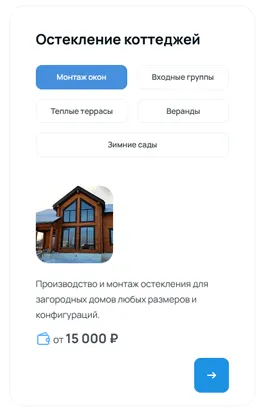 Остекление коттеджей
Монтаж окон
Входные группы
Теплые террасы
Веранды
Зимние сады
Производство и монтаж остекления для
загородных домов любых размеров и
конфигураций.
от 15 000 ₽